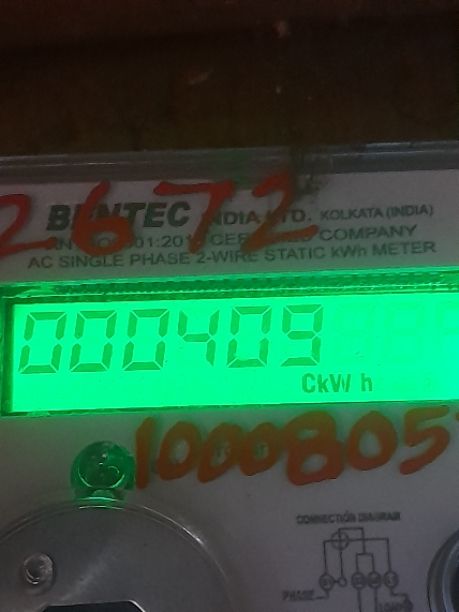 2672
BENTEC INDIA LTD. KOLKATA (INDIA)
AC SINGLE PHASE 2-WIRE STATIC kWh METER
000409
CkW h
1000805
CONNECTION DIAGRAM
PHASE